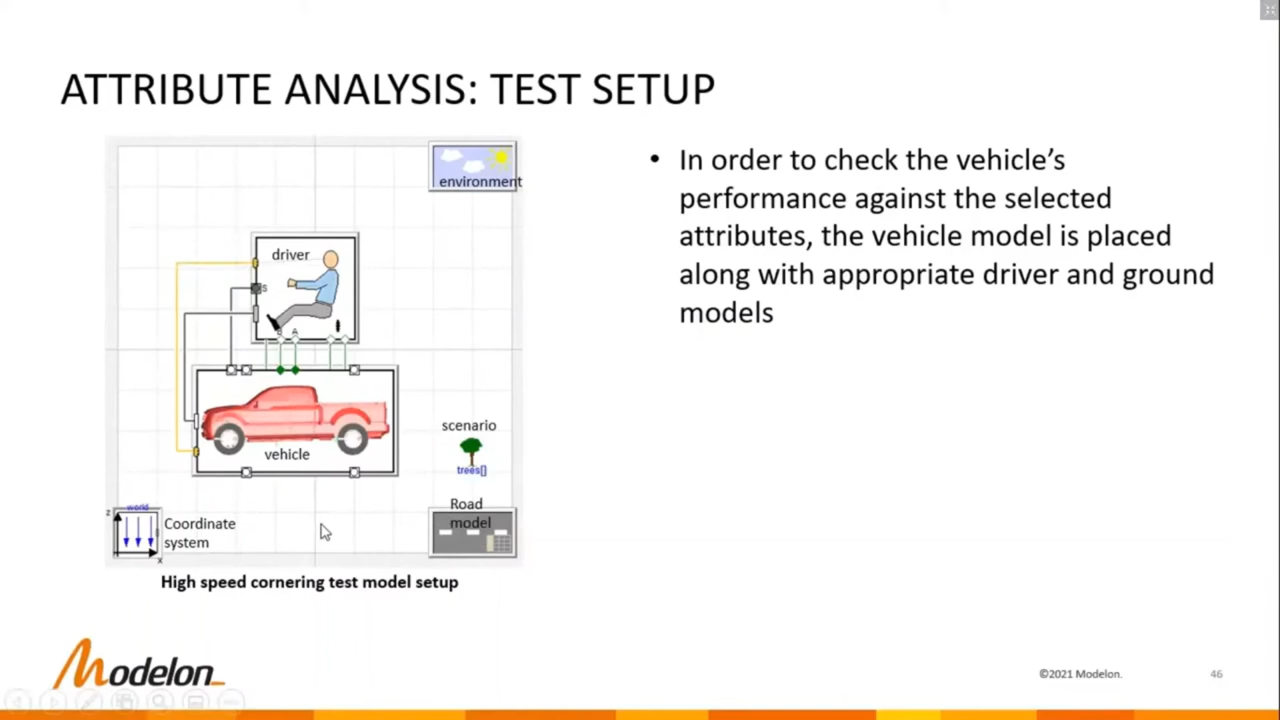 ATTRIBUTE ANALYSIS: TEST SETUP
environment
driver
S
S A
vehicle
scenario
trees[]
world
z
x
Coordinate
system
Road
model
High speed cornering test model setup
• In order to check the vehicle’s
performance against the selected
attributes, the vehicle model is placed
along with appropriate driver and ground
models
Modelon
©2021 Modelon.
46